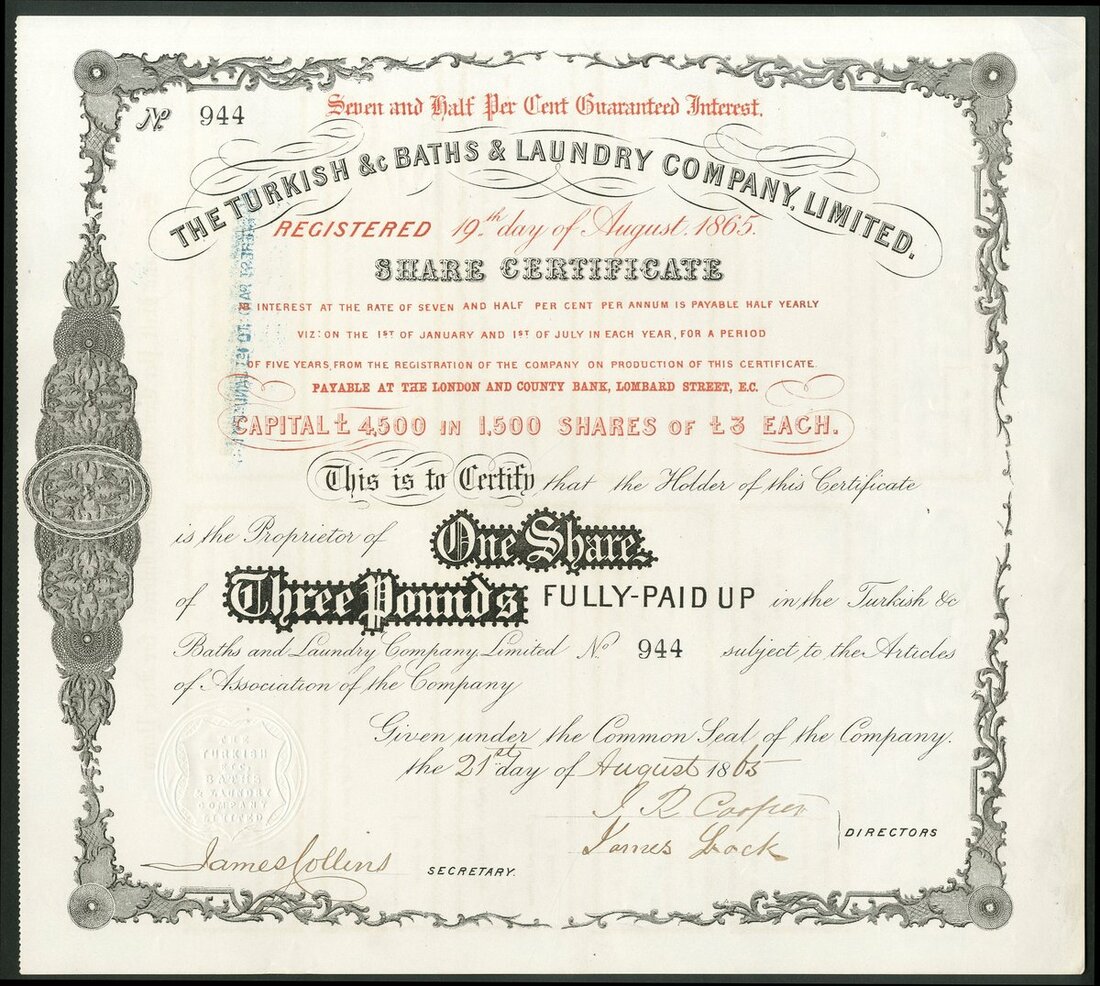 No 944
Seven and Half Per Cent Guaranteed Interest.
THE TURKISH &c BATHS & LAUNDRY COMPANY, LIMITED.
REGISTERED 19th day of August, 1865.
SHARE CERTIFICATE
INTEREST AT THE RATE OF SEVEN AND HALF PER CENT PER ANNUM IS PAYABLE HALF YEARLY
VIZ: ON THE 1ST OF JANUARY AND 1ST OF JULY IN EACH YEAR, FOR A PERIOD
OF FIVE YEARS, FROM THE REGISTRATION OF THE COMPANY ON PRODUCTION OF THIS CERTIFICATE.
PAYABLE AT THE LONDON AND COUNTY BANK, LOMBARD STREET, E.C.
CAPITAL £ 4,500 IN 1,500 SHARES OF £3 EACH.
This is to Certify that the Holder of this Certificate
is the Proprietor of One Share
of Three Pounds FULLY-PAID UP in the Turkish &c
Baths and Laundry Company Limited No 944 subject to the Articles
of Association of the Company
Given under the Common Seal of the Company.
the 21st day of August 1865
THE
TURKISH
&c
BATHS
& LAUNDRY
COMPANY
LIMITED
J R Cooper
James Lock
DIRECTORS
James Collins SECRETARY.